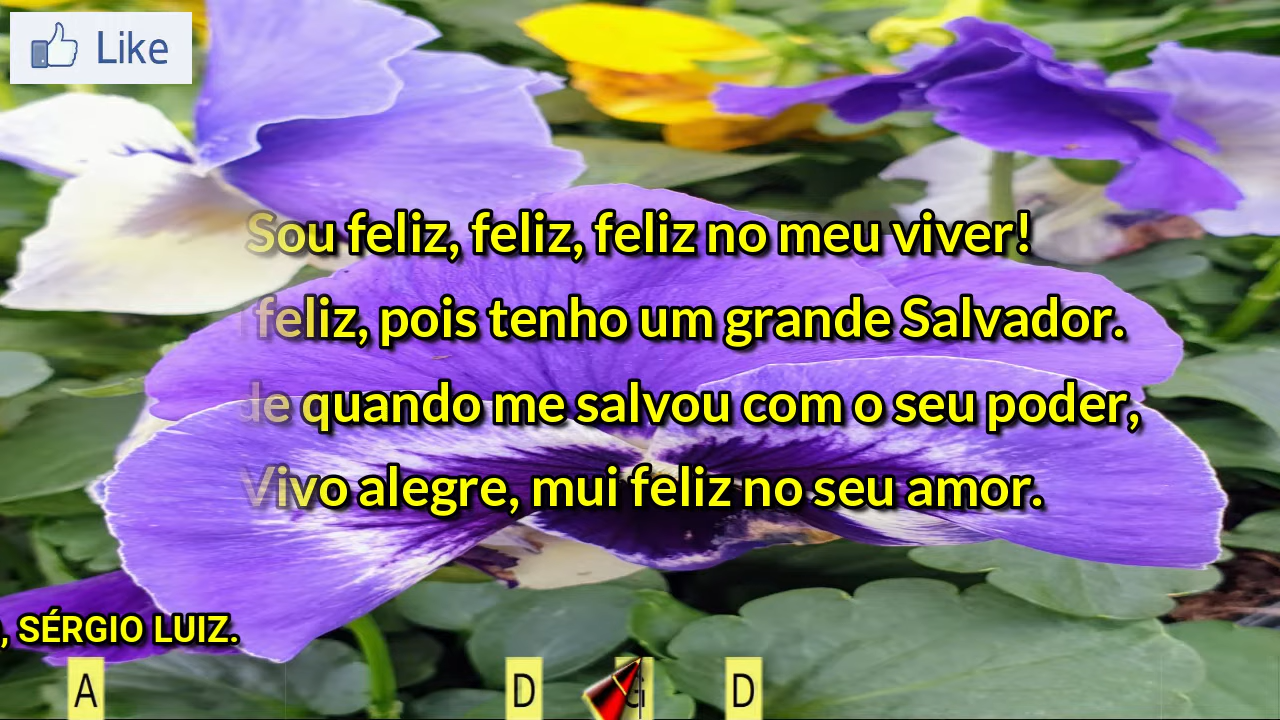 Like
Sou feliz, feliz, feliz no meu viver!
feliz, pois tenho um grande Salvador.
de quando me salvou com o seu poder,
Vivo alegre, mui feliz no seu amor.
, SÉRGIO LUIZ.
A D G D